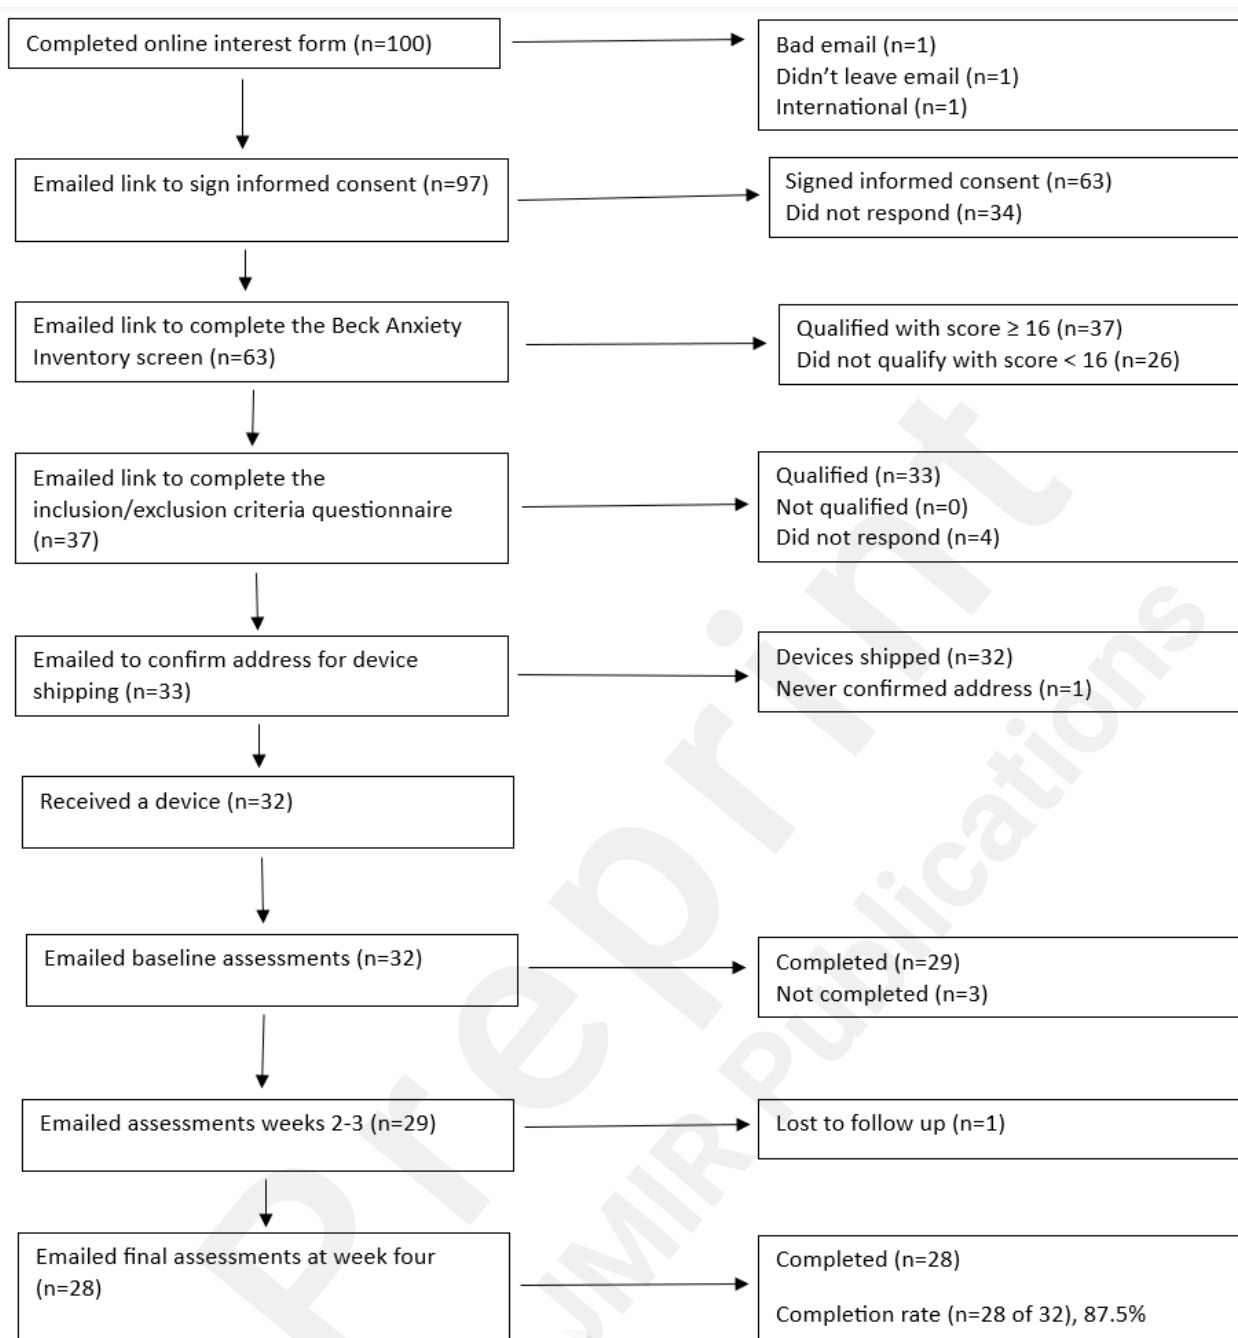 Completed online interest form (n=100)
Bad email (n=1)
Didn’t leave email (n=1)
International (n=1)
Emailed link to sign informed consent (n=97)
Signed informed consent (n=63)
Did not respond (n=34)
Emailed link to complete the Beck Anxiety
Inventory screen (n=63)
Qualified with score ≥ 16 (n=37)
Did not qualify with score < 16 (n=26)
Emailed link to complete the
inclusion/exclusion criteria questionnaire
(n=37)
Qualified (n=33)
Not qualified (n=0)
Did not respond (n=4)
Emailed to confirm address for device
shipping (n=33)
Devices shipped (n=32)
Never confirmed address (n=1)
Received a device (n=32)
Emailed baseline assessments (n=32)
Completed (n=29)
Not completed (n=3)
Emailed assessments weeks 2-3 (n=29)
Lost to follow up (n=1)
Emailed final assessments at week four
(n=28)
Completed (n=28)
Completion rate (n=28 of 32), 87.5%
Preprint
JMIR Publications